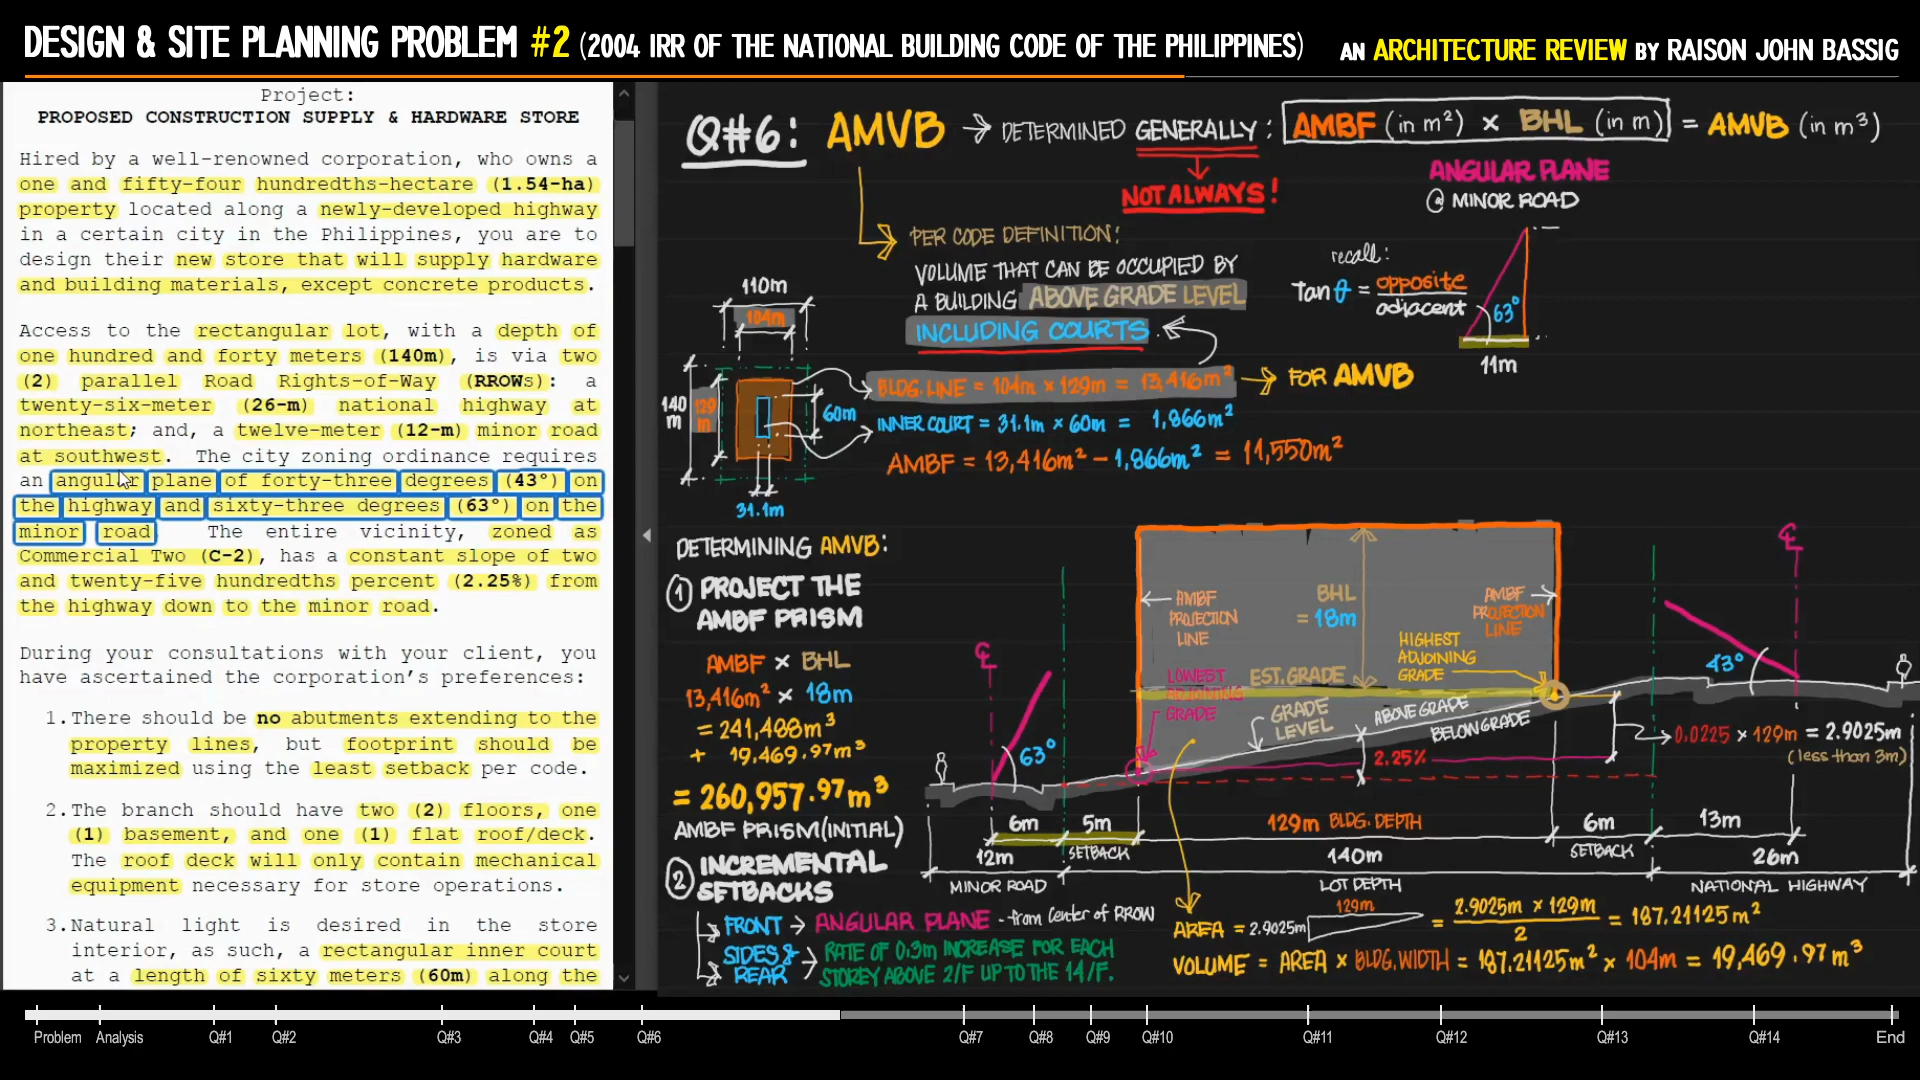 DESIGN & SITE PLANNING PROBLEM #2 (2004 IRR OF THE NATIONAL BUILDING CODE OF THE PHILIPPINES)
AN ARCHITECTURE REVIEW BY RAISON JOHN BASSIG
Project:
PROPOSED CONSTRUCTION SUPPLY & HARDWARE STORE
Hired by a well-renowned corporation, who owns a
one and fifty-four hundredths-hectare (1.54-ha)
property located along a newly-developed highway
in a certain city in the Philippines, you are to
design their new store that will supply hardware
and building materials, except concrete products.
Access to the rectangular lot, with a depth of
one hundred and forty meters (140m), is via two
(2) parallel Road Rights-of-Way (RROWs): a
twenty-six-meter (26-m) national highway at
northeast; and, a twelve-meter (12-m) minor road
at southwest. The city zoning ordinance requires
an angular plane of forty-three degrees (43°) on
the highway and sixty-three degrees (63°) on the
minor road. The entire vicinity, zoned as
Commercial Two (C-2), has a constant slope of two
and twenty-five hundredths percent (2.25%) from
the highway down to the minor road.
During your consultations with your client, you
have ascertained the corporation's preferences:
1. There should be no abutments extending to the
property lines, but footprint should be
maximized using the least setback per code.
2. The branch should have two (2) floors, one
(1) basement, and one (1) flat roof/deck.
The roof deck will only contain mechanical
equipment necessary for store operations.
3. Natural light is desired in the store
interior, as such, a rectangular inner court
at a length of sixty meters (60m) along the
Q#6: AMVB → DETERMINED GENERALLY: AMBF (in m²) × BHL (in m) = AMVB (in m³)
NOT ALWAYS!
ANGULAR PLANE
@ MINOR ROAD
PER CODE DEFINITION:
VOLUME THAT CAN BE OCCUPIED BY
A BUILDING ABOVE GRADE LEVEL
INCLUDING COURTS.
recall:
Tan θ = opposite
adjacent
63°
11m
110m
104m
140
m
129
m
60m
31.1m
BLDG. LINE = 104m × 129m = 13,416m² → FOR AMVB
INNER COURT = 31.1m × 60m = 1,866m²
AMBF = 13,416m² − 1,866m² = 11,550m²
DETERMINING AMVB:
1 PROJECT THE
AMBF PRISM
AMBF × BHL
13,416m² × 18m
= 241,488m³
+ 19,469.97m³
= 260,957.97m³
AMBF PRISM (INITIAL)
2 INCREMENTAL
SETBACKS
FRONT → ANGULAR PLANE - from center of RROW
SIDES &
REAR → RATE OF 0.3m INCREASE FOR EACH
STOREY ABOVE 2/F UP TO THE 14/F.
AMBF
PROJECTION
LINE
BHL
= 18m
AMBF
PROJECTION
LINE
HIGHEST
ADJOINING
GRADE
LOWEST
ADJOINING
GRADE
EST. GRADE
GRADE
LEVEL
ABOVE GRADE
BELOW GRADE
2.25%
℄
63°
℄
43°
0.0225 × 129m = 2.9025m
(less than 3m)
6m
5m
129m BLDG. DEPTH
6m
13m
12m
SETBACK
140m
SETBACK
26m
MINOR ROAD
LOT DEPTH
NATIONAL HIGHWAY
AREA = 2.9025m 129m = 2.9025m × 129m
2 = 187.21125m²
VOLUME = AREA × BLDG. WIDTH = 187.21125m² × 104m = 19,469.97m³
Problem Analysis Q#1 Q#2 Q#3 Q#4 Q#5 Q#6 Q#7 Q#8 Q#9 Q#10 Q#11 Q#12 Q#13 Q#14 End